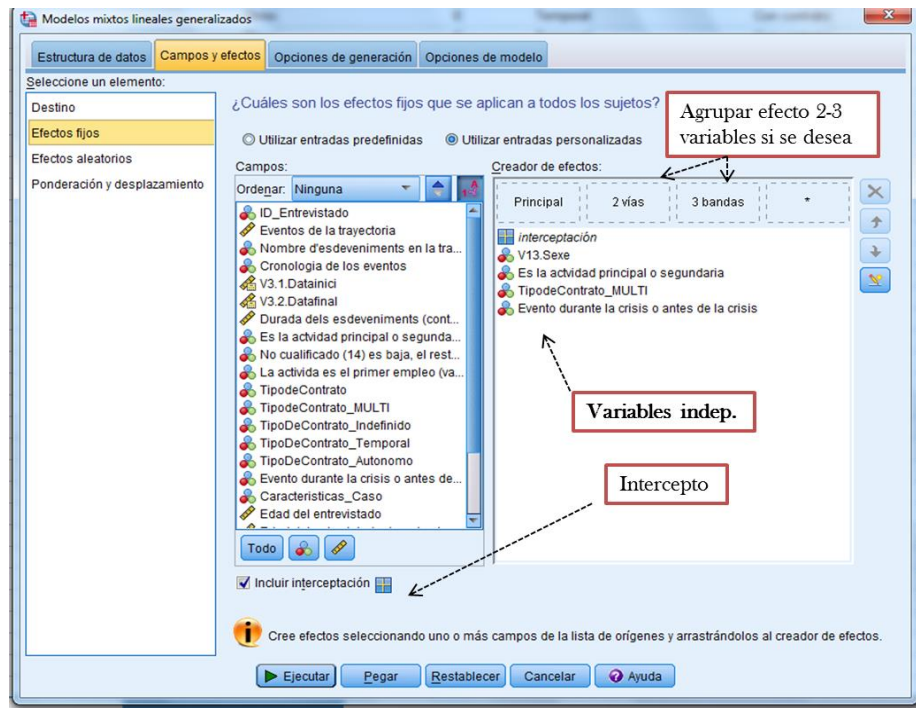 Modelos mixtos lineales generalizados
Estructura de datos
Campos y efectos
Opciones de generación
Opciones de modelo
Seleccione un elemento:
Destino
Efectos fijos
Efectos aleatorios
Ponderación y desplazamiento
¿Cuáles son los efectos fijos que se aplican a todos los sujetos?
Utilizar entradas predefinidas
Utilizar entradas personalizadas
Agrupar efecto 2-3
variables si se desea
Campos:
Ordenar: Ninguna
ID_Entrevistado
Eventos de la trayectoria
Nombre d'esdeveniments en la tra...
Cronologia de los eventos
V3.1.Datainici
V3.2.Datafinal
Durada dels esdeveniments (cont...
Es la actvidad principal o segunda...
No cualificado (14) es baja, el rest...
La activida es el primer empleo (va...
TipodeContrato
TipodeContrato_MULTI
TipoDeContrato_Indefinido
TipoDeContrato_Temporal
TipoDeContrato_Autonomo
Evento durante la crisis o antes de...
Caracteristicas_Caso
Edad del entrevistado
Todo
Incluir interceptación
Creador de efectos:
Principal
2 vías
3 bandas
*
interceptación
V13.Sexe
Es la actvidad principal o segundaria
TipodeContrato_MULTI
Evento durante la crisis o antes de la crisis
Variables indep.
Intercepto
Cree efectos seleccionando uno o más campos de la lista de orígenes y arrastrándolos al creador de efectos.
Ejecutar
Pegar
Restablecer
Cancelar
Ayuda